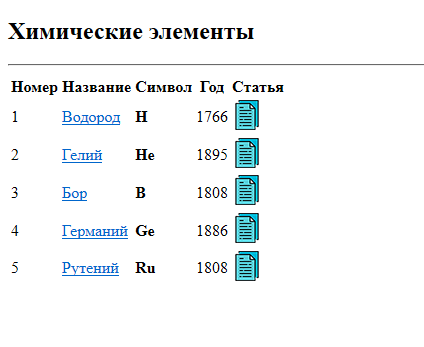 Химические элементы
Номер Название Символ Год Статья
1 Водород H 1766
2 Гелий He 1895
3 Бор B 1808
4 Германий Ge 1886
5 Рутений Ru 1808